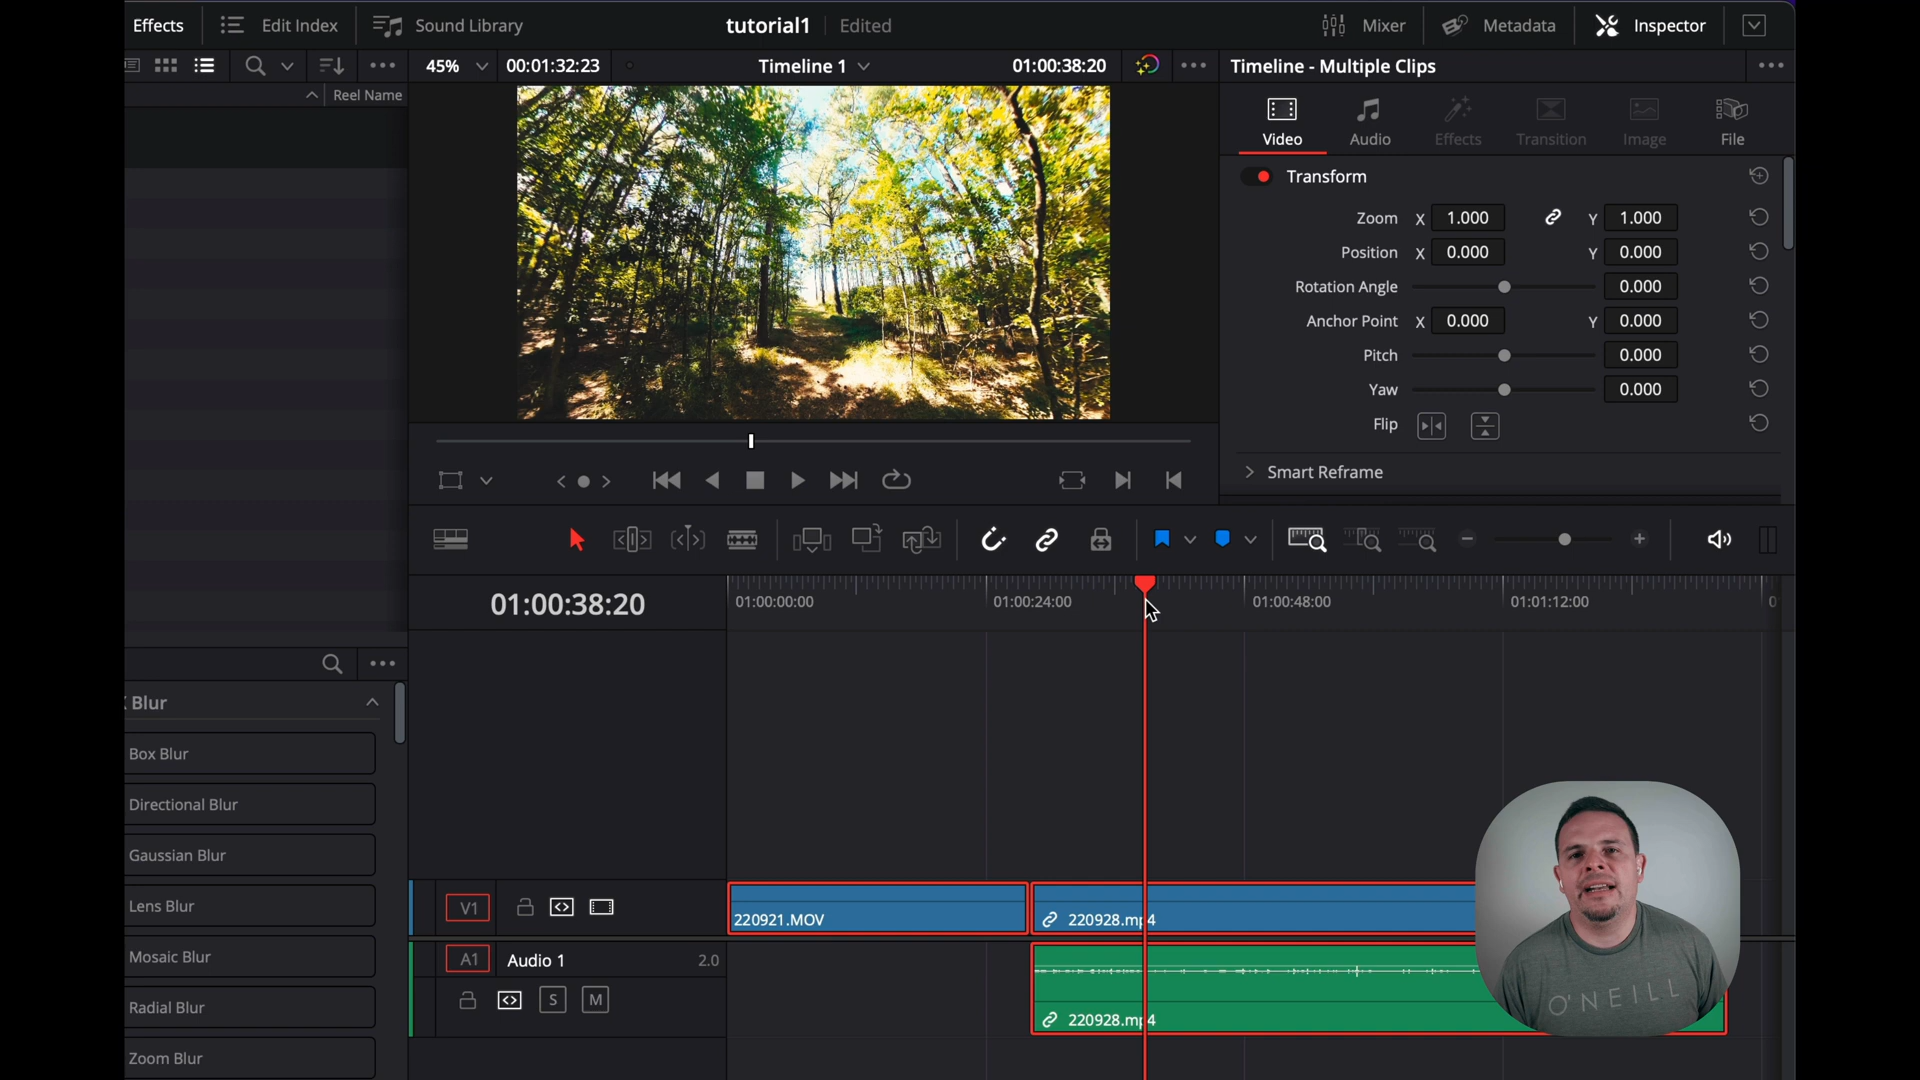 Effects
Edit Index
Sound Library
tutorial1
Edited
Mixer
Metadata
Inspector
45%
00:01:32:23
Timeline 1
01:00:38:20
Timeline - Multiple Clips
Reel Name
Video
Audio
Effects
Transition
Image
File
Transform
Zoom X 1.000 Y 1.000
Position X 0.000 Y 0.000
Rotation Angle 0.000
Anchor Point X 0.000 Y 0.000
Pitch 0.000
Yaw 0.000
Flip
Smart Reframe
01:00:38:20
01:00:00:00
01:00:24:00
01:00:48:00
01:01:12:00
Blur
Box Blur
Directional Blur
Gaussian Blur
Lens Blur
Mosaic Blur
Radial Blur
Zoom Blur
V1
220921.MOV
220928.mp4
A1
Audio 1
2.0
S
M
220928.mp4
O'NEILL